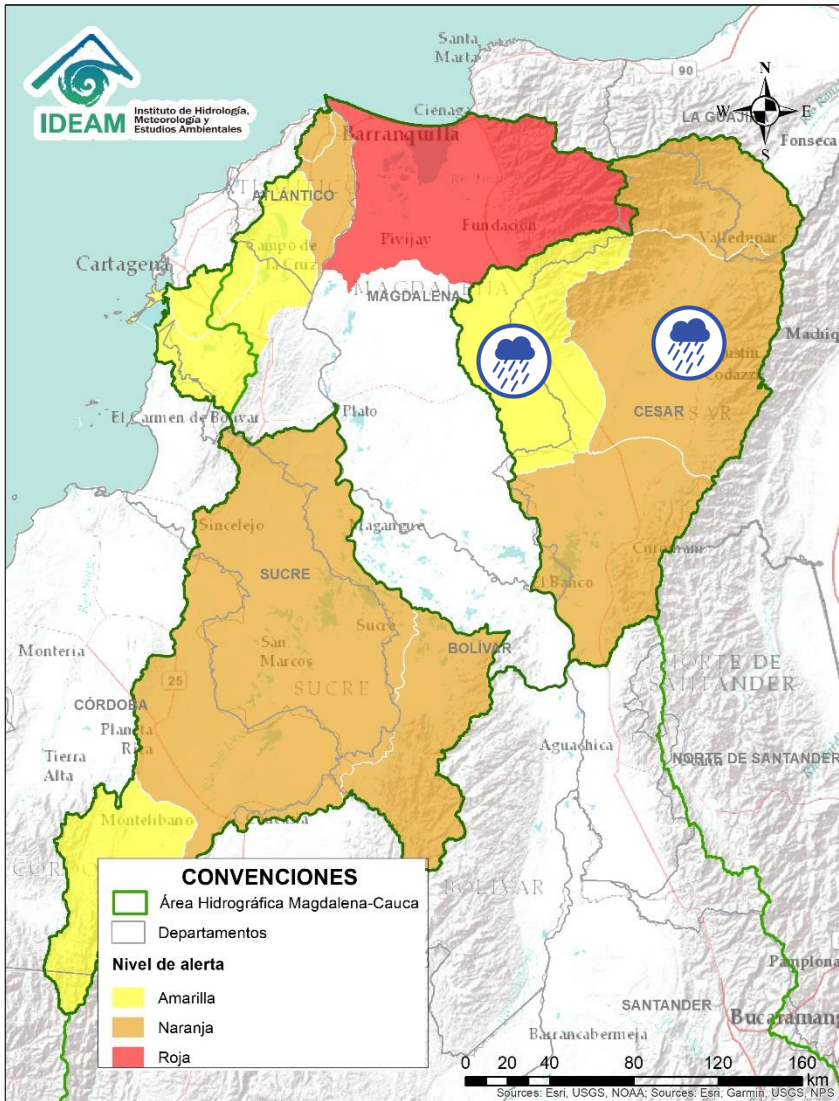 IDEAM
Instituto de Hidrología,
Meteorología y
Estudios Ambientales
Santa
Marta
90
N
W E
S
LA GUAJI
Fonseca
Ciénaga
Barranquilla
ATLÁNTICO
Fundación
Pivijay
Valledupar
Campo de
la Cruz
Cartagena
MAGDALENA
MAGDALENA
Machiq
Codazzi
CESAR
CESAR
El Carmen de Bolívar
Plato
Sincelejo
Magangué
Curumaní
SUCRE
El Banco
Sucre
San
Marcos
BOLÍVAR
Montería
25
SUCRE
NORTE DE
SANTANDER
CÓRDOBA
Planeta
Rica
Tierra
Alta
Aguachica
NORTE DE SANTANDER
Montelíbano
BOLÍVAR
CONVENCIONES
Área Hidrográfica Magdalena-Cauca
Departamentos
Nivel de alerta
Amarilla
Naranja
Roja
Pamplona
SANTANDER
Bucaramang
Barrancabermeja
0 20 40 80 120 160
km
Sources: Esri, USGS, NOAA; Sources: Esri, Garmin, USGS, NPS